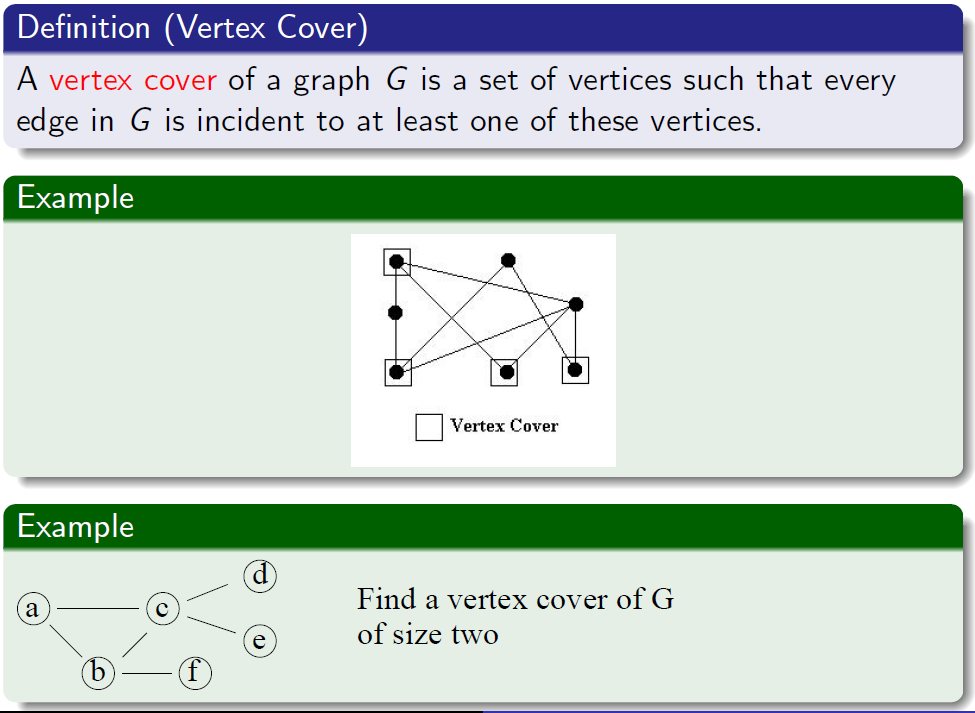 Definition (Vertex Cover)
A vertex cover of a graph G is a set of vertices such that every
edge in G is incident to at least one of these vertices.
Example
Vertex Cover
Example
d
a c
e
b f
Find a vertex cover of G
of size two